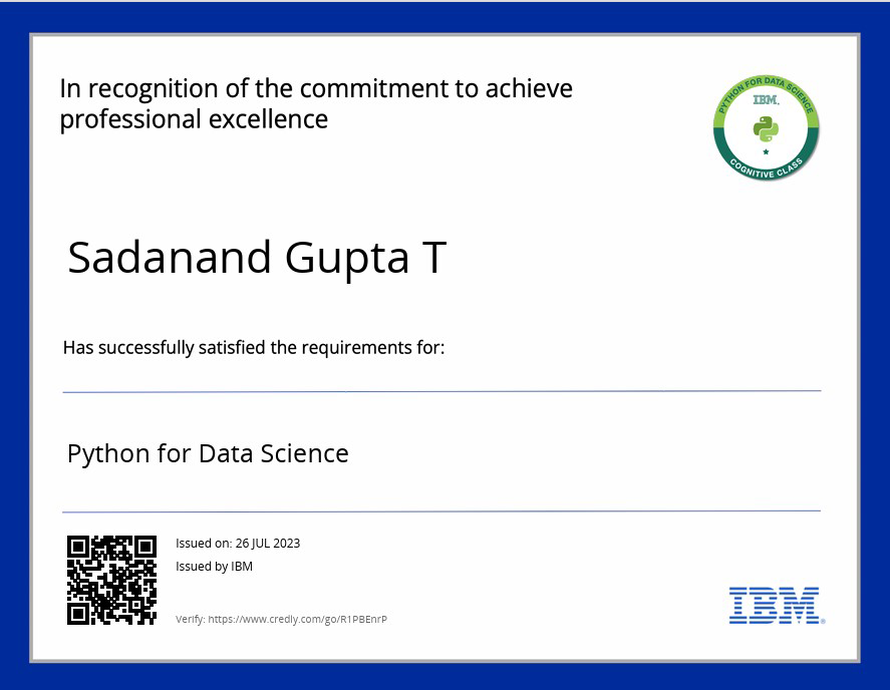 In recognition of the commitment to achieve
professional excellence
PYTHON FOR DATA SCIENCE
IBM.
COGNITIVE CLASS
Sadanand Gupta T
Has successfully satisfied the requirements for:
Python for Data Science
Issued on: 26 JUL 2023
Issued by IBM
Verify: https://www.credly.com/go/R1PBEnrP
IBM®